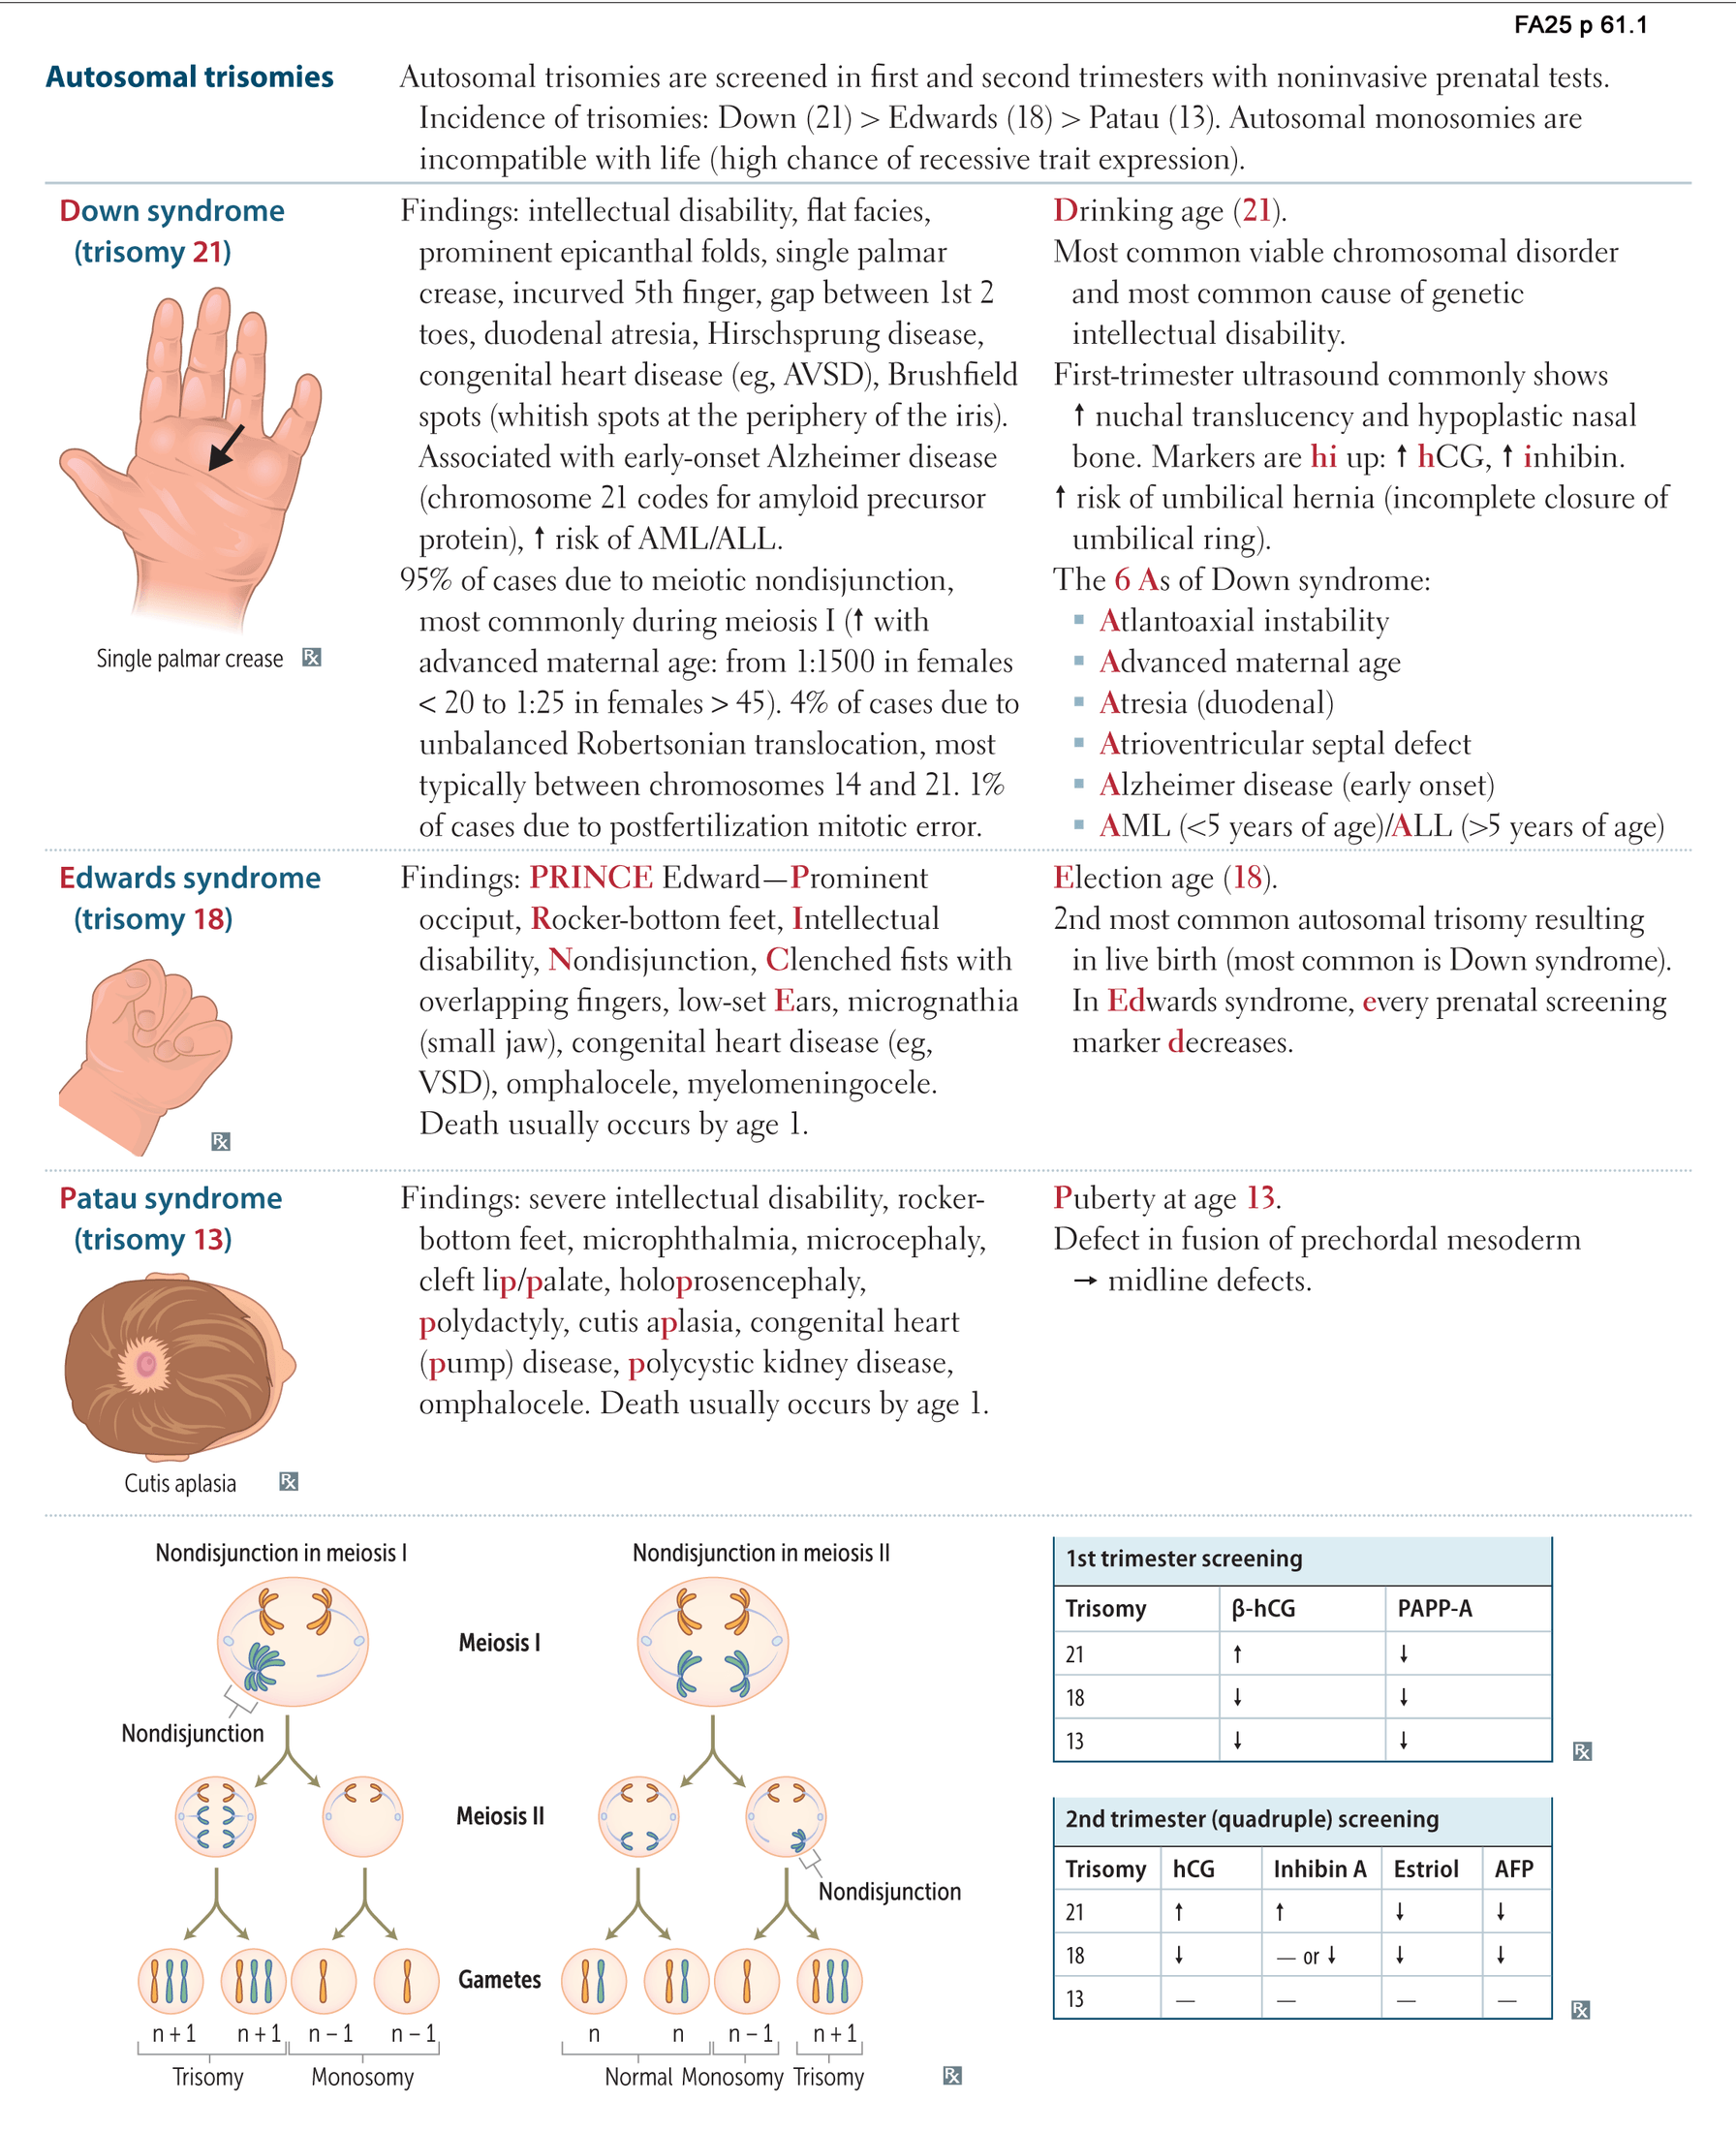 FA25 p 61.1
Autosomal trisomies
Autosomal trisomies are screened in first and second trimesters with noninvasive prenatal tests.
Incidence of trisomies: Down (21) > Edwards (18) > Patau (13). Autosomal monosomies are
incompatible with life (high chance of recessive trait expression).
Down syndrome
(trisomy 21)
Single palmar crease Rx
Findings: intellectual disability, flat facies,
prominent epicanthal folds, single palmar
crease, incurved 5th finger, gap between 1st 2
toes, duodenal atresia, Hirschsprung disease,
congenital heart disease (eg, AVSD), Brushfield
spots (whitish spots at the periphery of the iris).
Associated with early-onset Alzheimer disease
(chromosome 21 codes for amyloid precursor
protein), ↑ risk of AML/ALL.
95% of cases due to meiotic nondisjunction,
most commonly during meiosis I (↑ with
advanced maternal age: from 1:1500 in females
< 20 to 1:25 in females > 45). 4% of cases due to
unbalanced Robertsonian translocation, most
typically between chromosomes 14 and 21. 1%
of cases due to postfertilization mitotic error.
Drinking age (21).
Most common viable chromosomal disorder
and most common cause of genetic
intellectual disability.
First-trimester ultrasound commonly shows
↑ nuchal translucency and hypoplastic nasal
bone. Markers are hi up: ↑ hCG, ↑ inhibin.
↑ risk of umbilical hernia (incomplete closure of
umbilical ring).
The 6 As of Down syndrome:
▪ Atlantoaxial instability
▪ Advanced maternal age
▪ Atresia (duodenal)
▪ Atrioventricular septal defect
▪ Alzheimer disease (early onset)
▪ AML (<5 years of age)/ALL (>5 years of age)
Edwards syndrome
(trisomy 18)
Rx
Findings: PRINCE Edward—Prominent
occiput, Rocker-bottom feet, Intellectual
disability, Nondisjunction, Clenched fists with
overlapping fingers, low-set Ears, micrognathia
(small jaw), congenital heart disease (eg,
VSD), omphalocele, myelomeningocele.
Death usually occurs by age 1.
Election age (18).
2nd most common autosomal trisomy resulting
in live birth (most common is Down syndrome).
In Edwards syndrome, every prenatal screening
marker decreases.
Patau syndrome
(trisomy 13)
Cutis aplasia Rx
Findings: severe intellectual disability, rocker-
bottom feet, microphthalmia, microcephaly,
cleft lip/palate, holoprosencephaly,
polydactyly, cutis aplasia, congenital heart
(pump) disease, polycystic kidney disease,
omphalocele. Death usually occurs by age 1.
Puberty at age 13.
Defect in fusion of prechordal mesoderm
→ midline defects.
Nondisjunction in meiosis I
Nondisjunction in meiosis II
Meiosis I
Nondisjunction
Meiosis II
Nondisjunction
Gametes
n + 1 n + 1 n – 1 n – 1
Trisomy Monosomy
n n n – 1 n + 1
Normal Monosomy Trisomy
Rx
1st trimester screening
Trisomy β-hCG PAPP-A
21 ↑ ↓
18 ↓ ↓
13 ↓ ↓
Rx
2nd trimester (quadruple) screening
Trisomy hCG Inhibin A Estriol AFP
21 ↑ ↑ ↓ ↓
18 ↓ — or ↓ ↓ ↓
13 — — — —
Rx